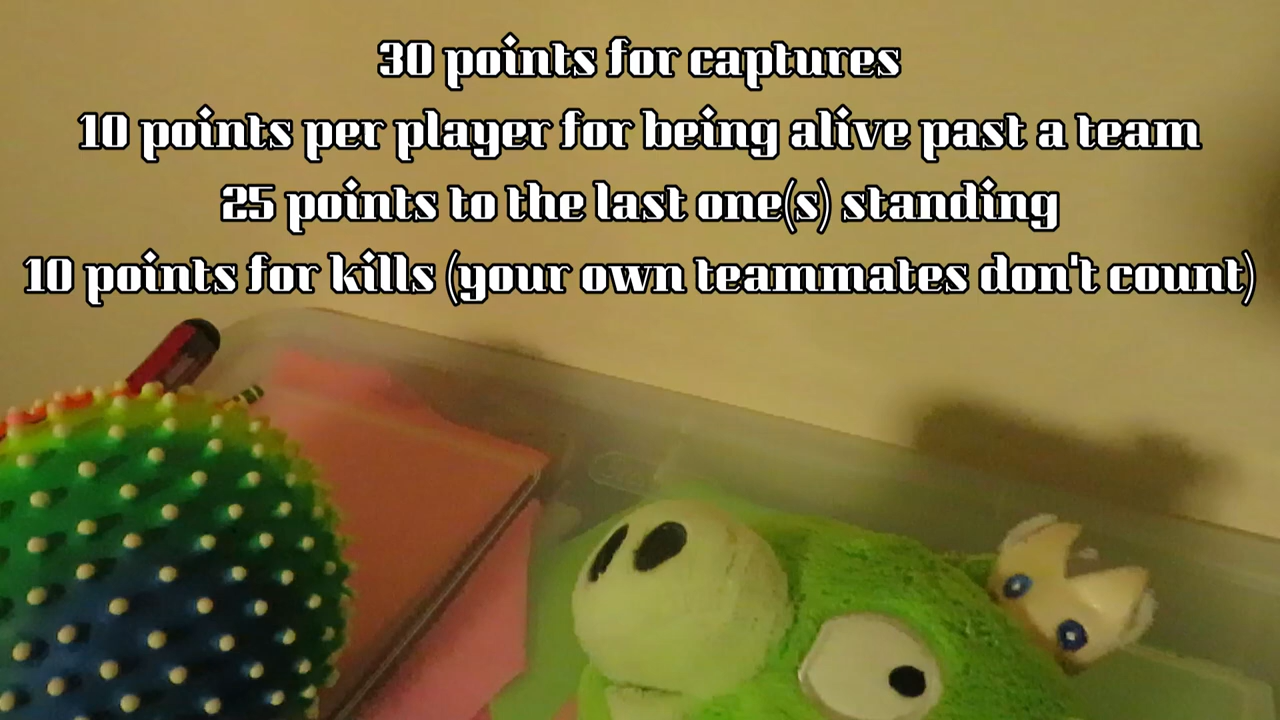 30 points for captures
10 points per player for being alive past a team
25 points to the last one(s) standing
10 points for kills (your own teammates don't count)